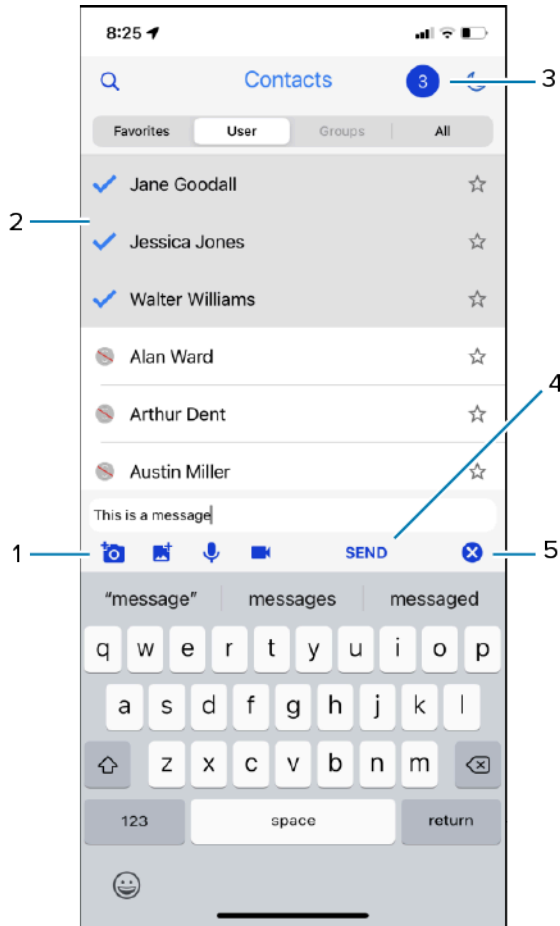 8:25
Contacts
3
3
Favorites User Groups All
Jane Goodall
2
Jessica Jones
Walter Williams
Alan Ward
4
Arthur Dent
Austin Miller
This is a message
1
SEND
5
"message" messages messaged
q w e r t y u i o p
a s d f g h j k l
z x c v b n m
123 space return